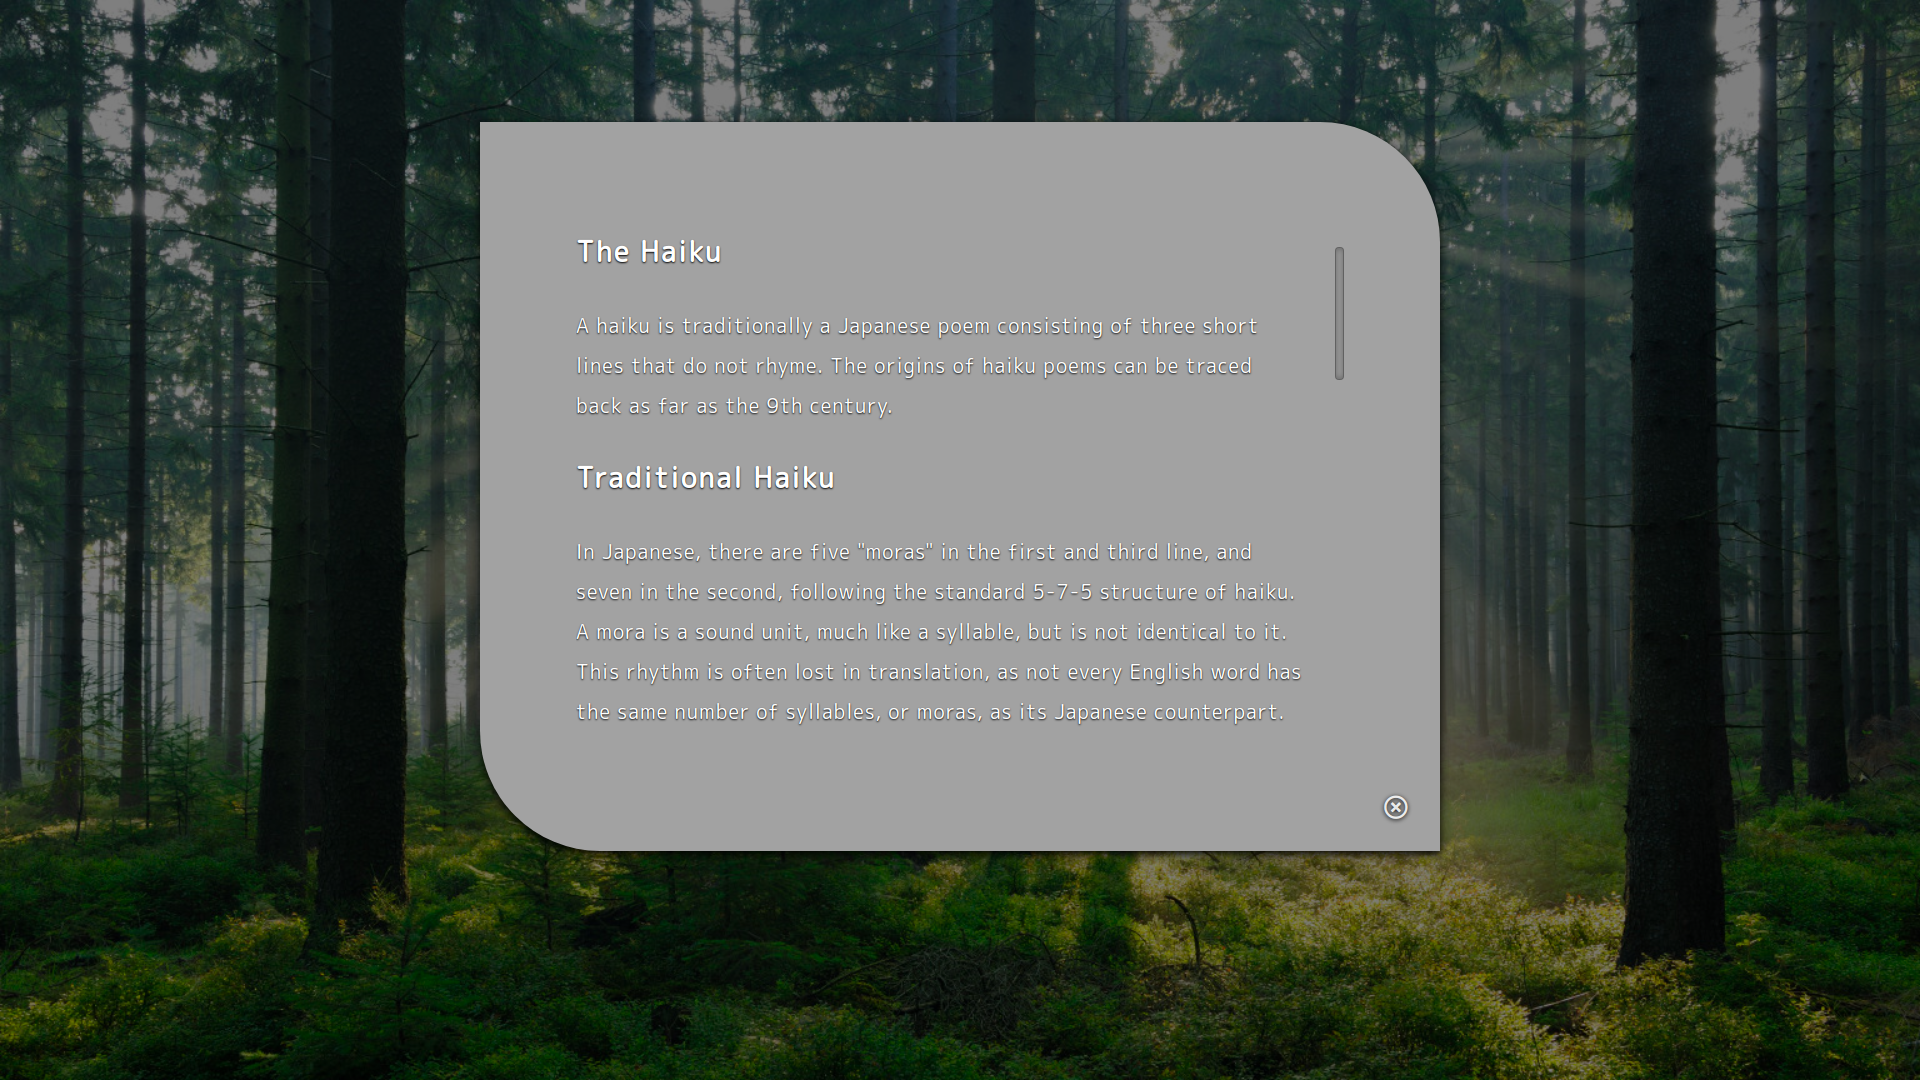 The Haiku
A haiku is traditionally a Japanese poem consisting of three short
lines that do not rhyme. The origins of haiku poems can be traced
back as far as the 9th century.
Traditional Haiku
In Japanese, there are five "moras" in the first and third line, and
seven in the second, following the standard 5-7-5 structure of haiku.
A mora is a sound unit, much like a syllable, but is not identical to it.
This rhythm is often lost in translation, as not every English word has
the same number of syllables, or moras, as its Japanese counterpart.